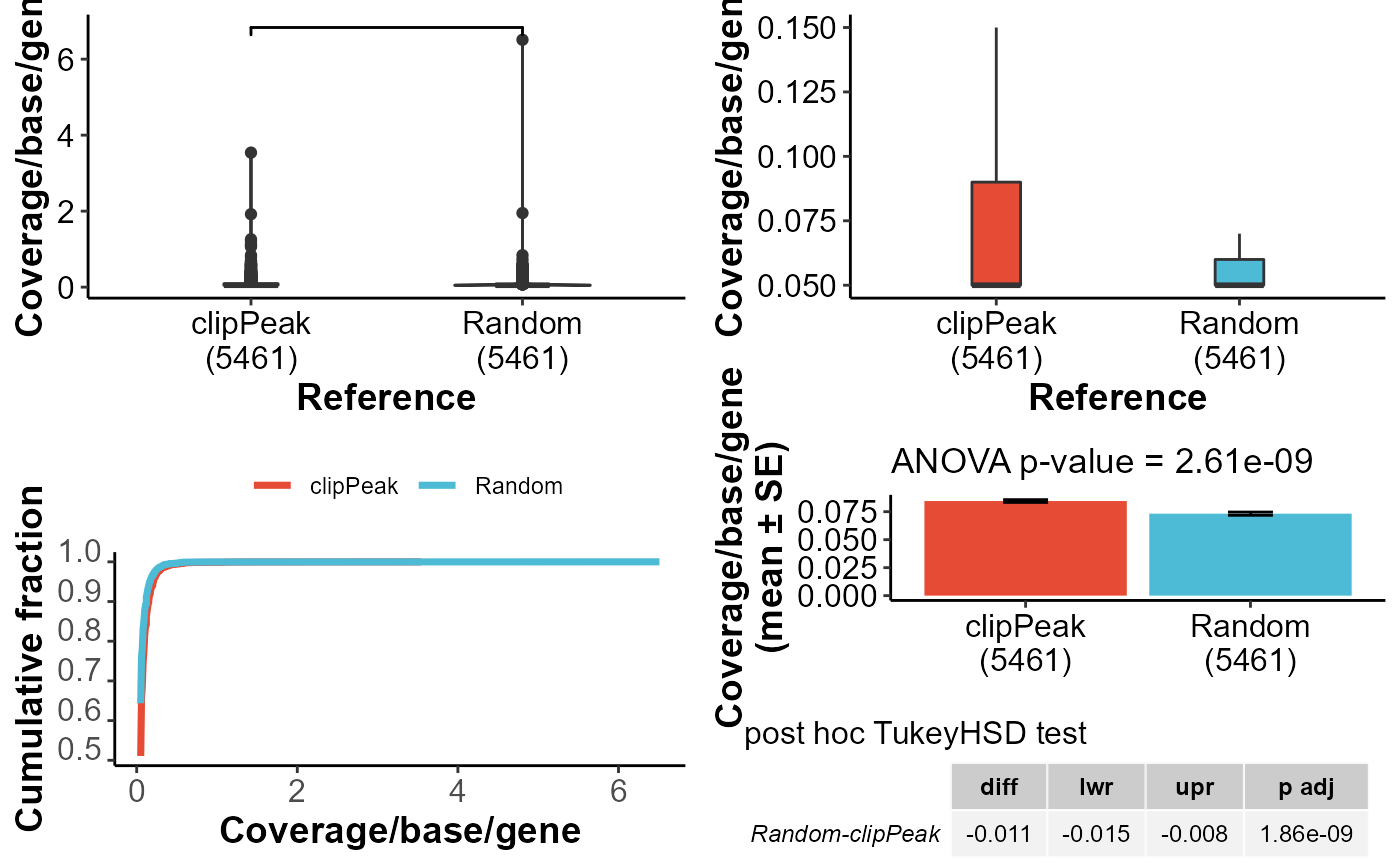 Coverage/base/gen
6
4
2
0
clipPeak
(5461)
Random
(5461)
Reference
Coverage/base/gen
0.150
0.125
0.100
0.075
0.050
clipPeak
(5461)
Random
(5461)
Reference
clipPeak
Random
Cumulative fraction
1.0
0.9
0.8
0.7
0.6
0.5
0
2
4
6
Coverage/base/gene
ANOVA p-value = 2.61e-09
Coverage/base/gene
(mean ± SE)
0.075
0.050
0.025
0.000
clipPeak
(5461)
Random
(5461)
post hoc TukeyHSD test
diff lwr upr p adj
Random-clipPeak -0.011 -0.015 -0.008 1.86e-09